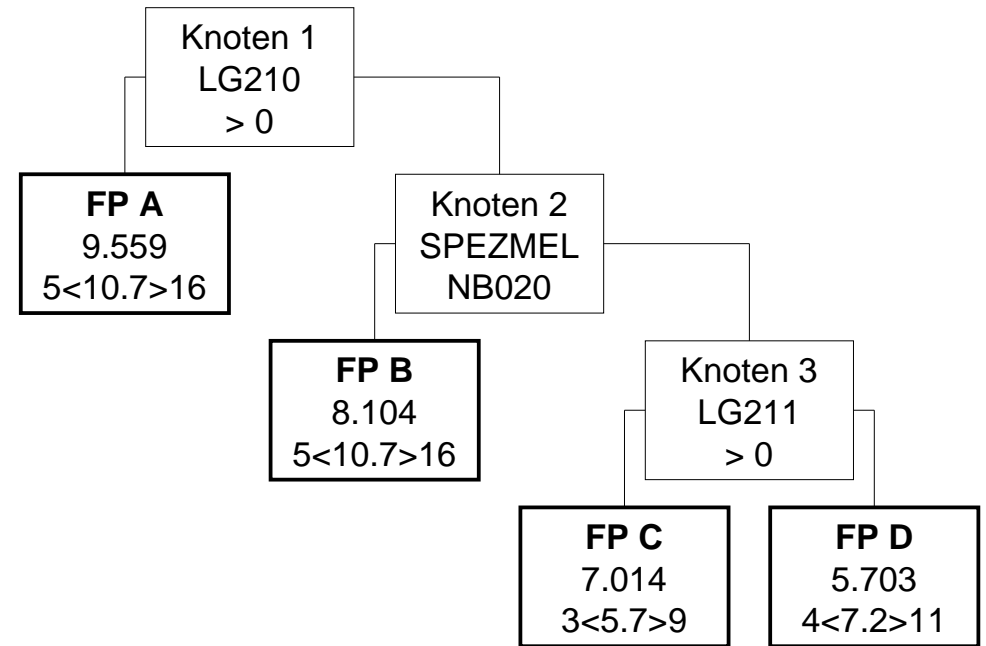 Knoten 1
LG210
> 0
FP A
9.559
5<10.7>16
Knoten 2
SPEZMEL
NB020
FP B
8.104
5<10.7>16
Knoten 3
LG211
> 0
FP C
7.014
3<5.7>9
FP D
5.703
4<7.2>11